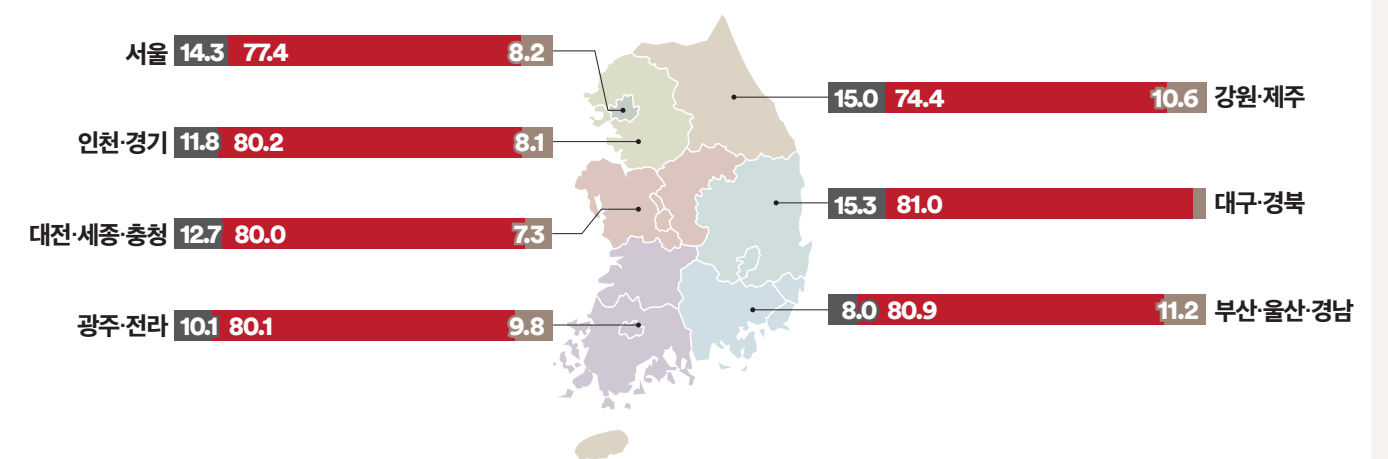 서울 14.3 77.4 8.2
인천·경기 11.8 80.2 8.1
대전·세종·충청 12.7 80.0 7.3
광주·전라 10.1 80.1 9.8
15.0 74.4 10.6 강원·제주
15.3 81.0 대구·경북
8.0 80.9 11.2 부산·울산·경남